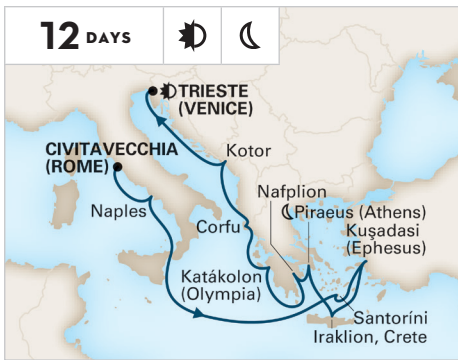 12 DAYS
TRIESTE
(VENICE)
CIVITAVECCHIA
(ROME)
Kotor
Nafplion
Naples
Piraeus (Athens)
Corfu
Kuşadasi
(Ephesus)
Katákolon
(Olympia)
Santoríni
Iraklion, Crete